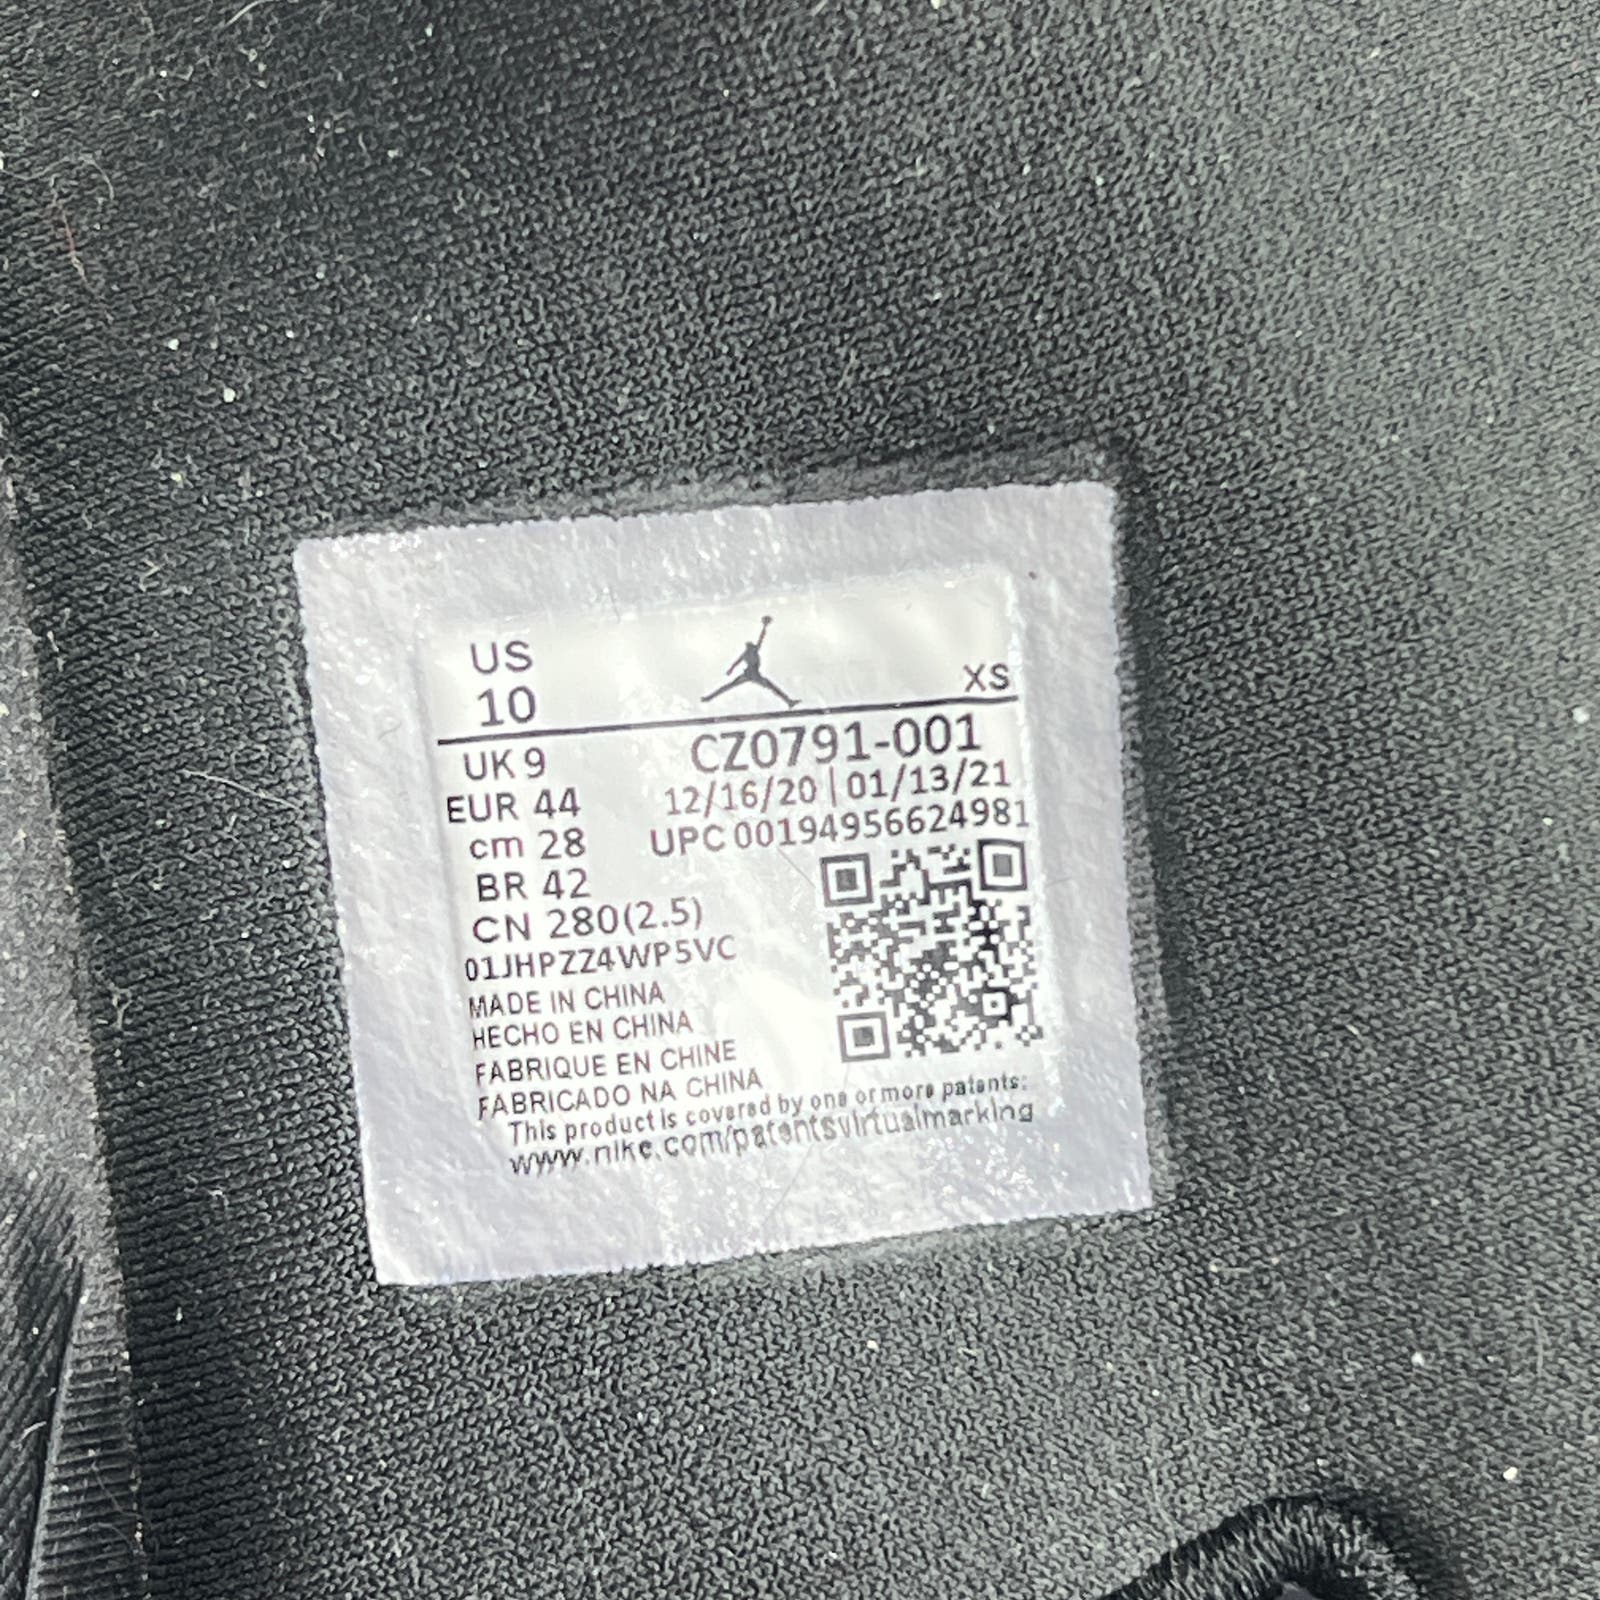 US
10
XS
UK 9
CZ0791-001
EUR 44
12/16/20 | 01/13/21
cm 28
UPC 00194956624981
BR 42
CN 280(2.5)
01JHPZZ4WP5VC
MADE IN CHINA
HECHO EN CHINA
FABRIQUE EN CHINE
FABRICADO NA CHINA
This product is covered by one or more patents:
www.nike.com/patentsvirtualmarking